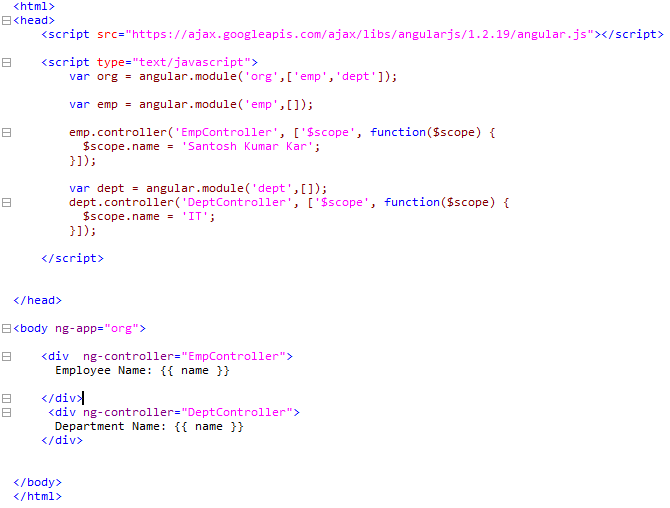 <html>
<head>
    <script src="https://ajax.googleapis.com/ajax/libs/angularjs/1.2.19/angular.js"></script>
    <script type="text/javascript">
        var org = angular.module('org',['emp','dept']);
        var emp = angular.module('emp',[]);
        emp.controller('EmpController', ['$scope', function($scope) {
          $scope.name = 'Santosh Kumar Kar';
        }]);
        var dept = angular.module('dept',[]);
        dept.controller('DeptController', ['$scope', function($scope) {
          $scope.name = 'IT';
        }]);
    </script>
</head>
<body ng-app="org">
    <div  ng-controller="EmpController">
      Employee Name: {{ name }}
    </div>
     <div ng-controller="DeptController">
      Department Name: {{ name }}
    </div>
</body>
</html>